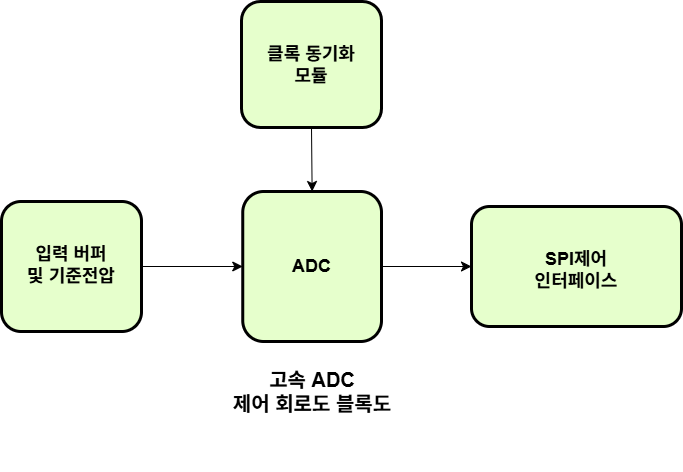 클록 동기화
모듈
입력 버퍼
및 기준전압
ADC
SPI제어
인터페이스
고속 ADC
제어 회로도 블록도